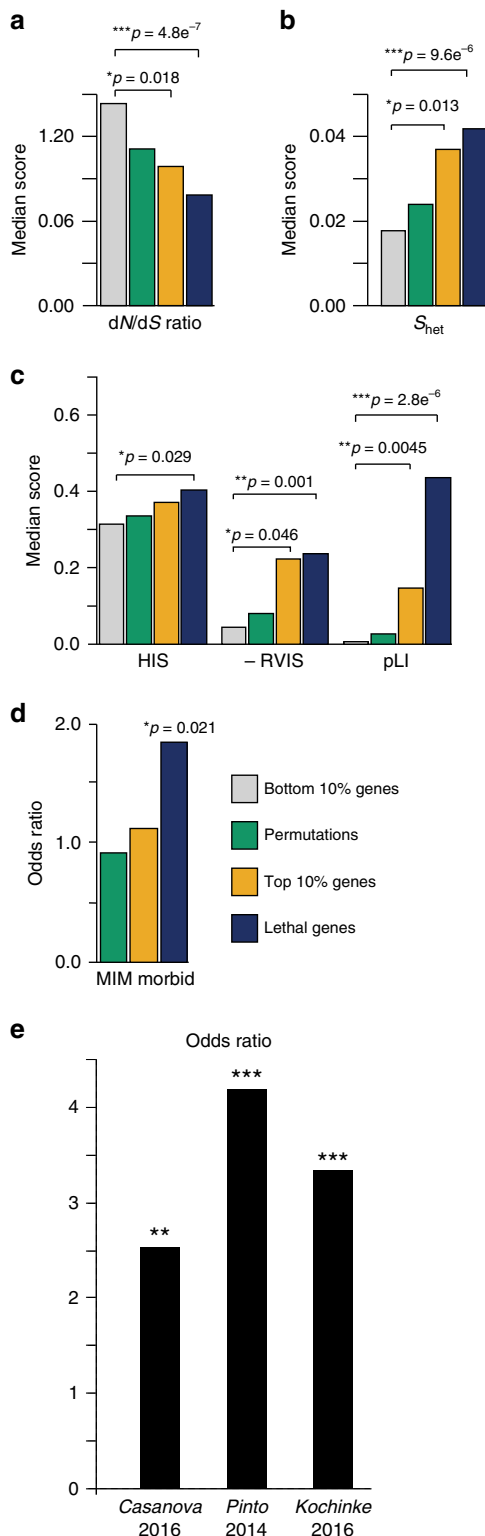 a
***p = 4.8e–7
*p = 0.018
1.20
0.06
0.00
Median score
dN/dS ratio
b
***p = 9.6e–6
*p = 0.013
0.04
0.02
0.00
Median score
Shet
c
0.6
0.4
0.2
0.0
Median score
*p = 0.029
**p = 0.001
*p = 0.046
***p = 2.8e–6
**p = 0.0045
HIS
– RVIS
pLI
d
2.0
1.0
0.0
Odds ratio
*p = 0.021
MIM morbid
Bottom 10% genes
Permutations
Top 10% genes
Lethal genes
e
Odds ratio
4
3
2
1
0
**
***
***
Casanova
2016
Pinto
2014
Kochinke
2016